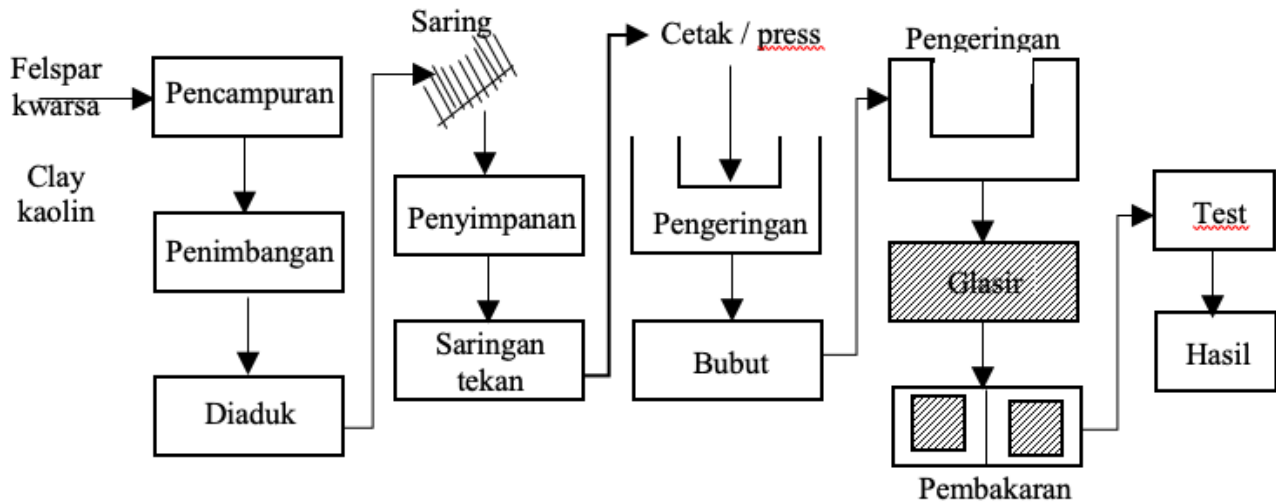 Felspar
kwarsa
Clay
kaolin
Pencampuran
Penimbangan
Diaduk
Saring
Penyimpanan
Saringan
tekan
Cetak / press
Pengeringan
Bubut
Pengeringan
Glasir
Pembakaran
Test
Hasil